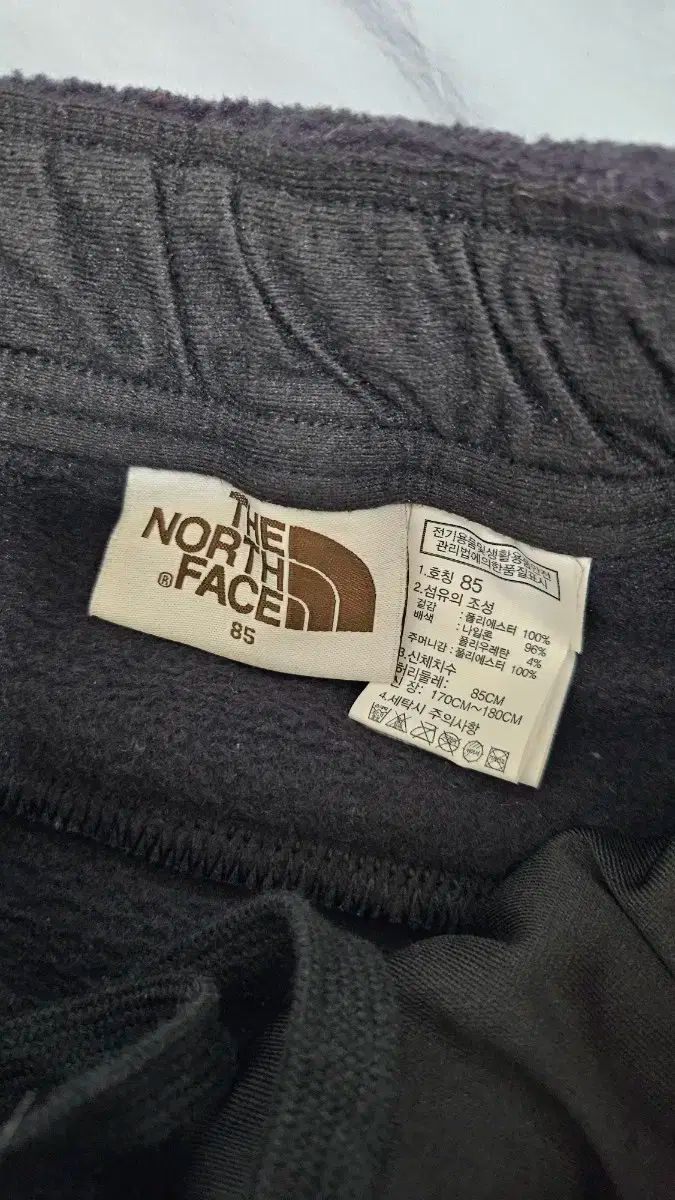 THE
NORTH
® FACE
85
전기용품및생활용품안전
관리법에의한품질표시
1.호칭 85
2.섬유의 조성
겉감 : 폴리에스터 100%
배색 : 나일론 96%
폴리우레탄 4%
주머니감 : 폴리에스터 100%
3.신체치수
허리둘레: 85CM
신 장: 170CM~180CM
4.세탁시 주의사항